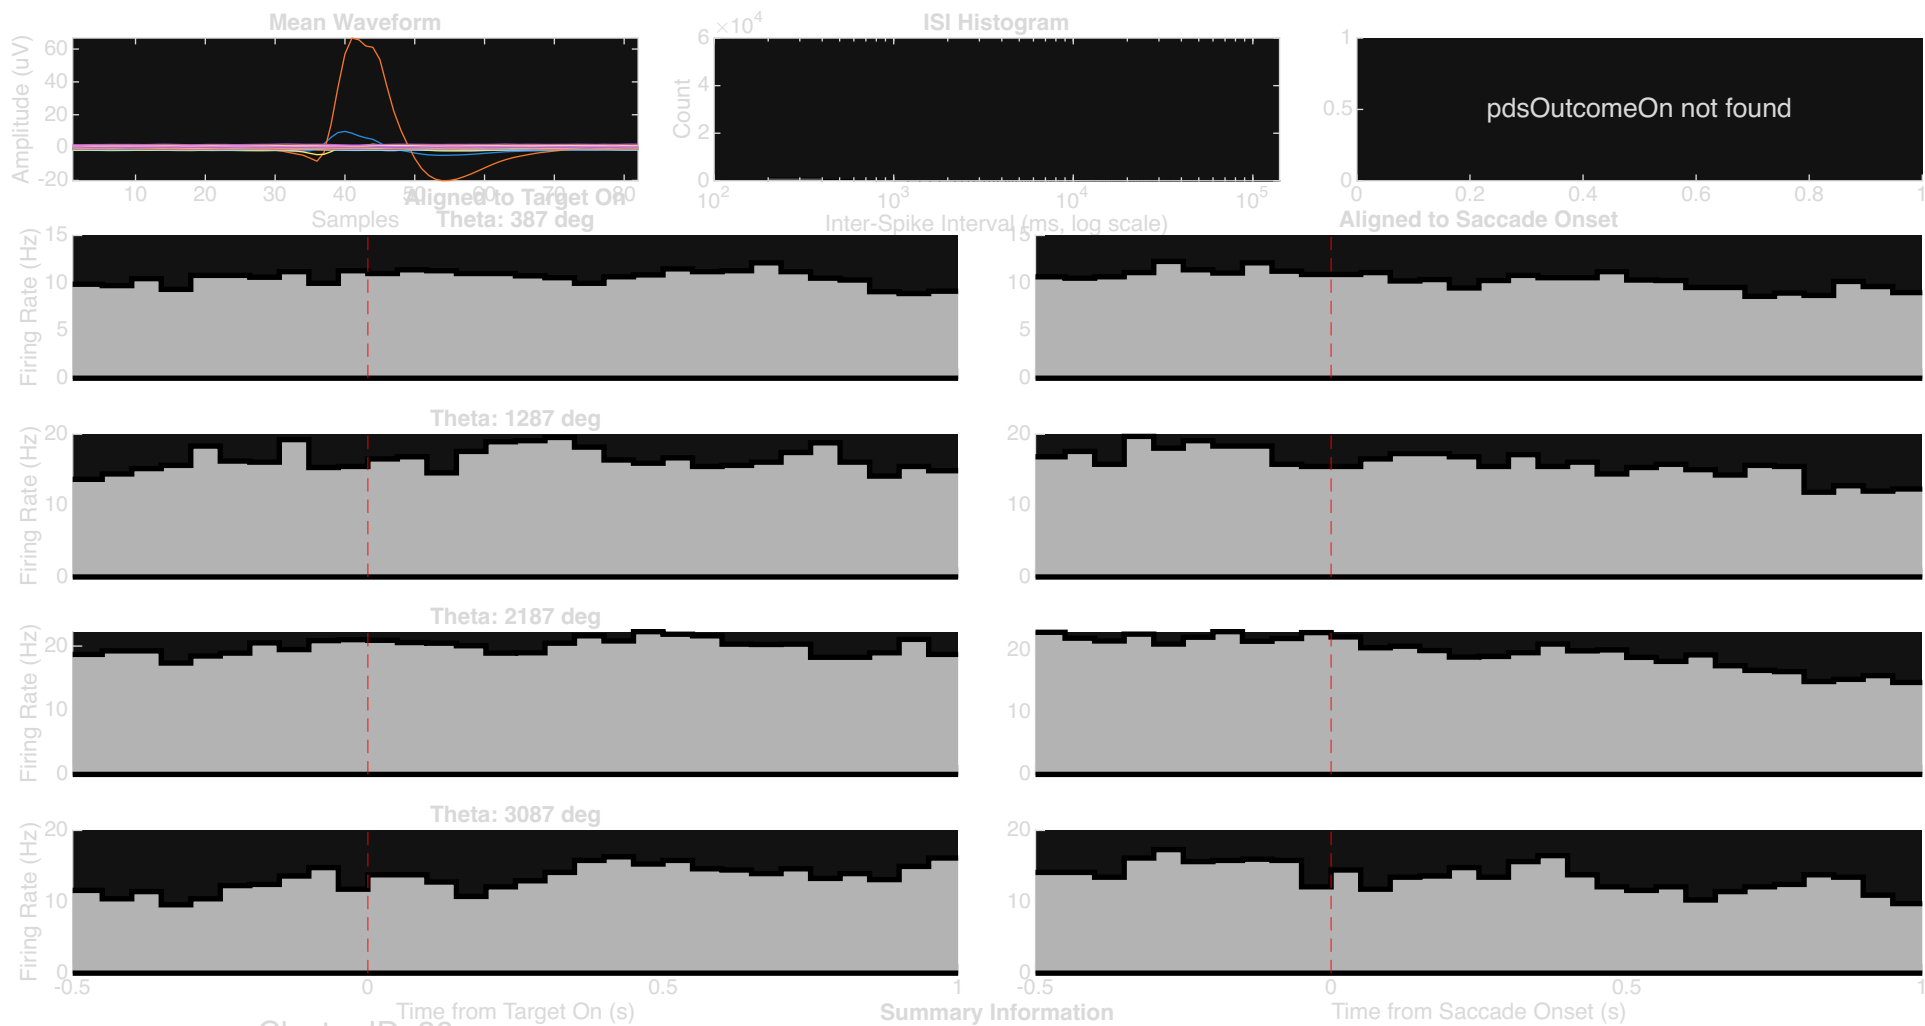 Mean Waveform
Amplitude (uV)
60
40
20
0
-20
10 20 30 40 50 60 70 80
Samples
ISI Histogram
×10^4
Count
6
4
2
0
10^2 10^3 10^4 10^5
Inter-Spike Interval (ms, log scale)
1
0.5
0
pdsOutcomeOn not found
0 0.2 0.4 0.6 0.8 1
Aligned to Target On
Theta: 387 deg
Firing Rate (Hz)
15
10
5
0
Aligned to Saccade Onset
15
10
5
0
Theta: 1287 deg
Firing Rate (Hz)
20
10
0
20
10
0
Theta: 2187 deg
Firing Rate (Hz)
20
10
0
20
10
0
Theta: 3087 deg
Firing Rate (Hz)
20
10
0
-0.5 0 0.5 1
Time from Target On (s)
20
10
0
-0.5 0 0.5 1
Time from Saccade Onset (s)
Summary Information